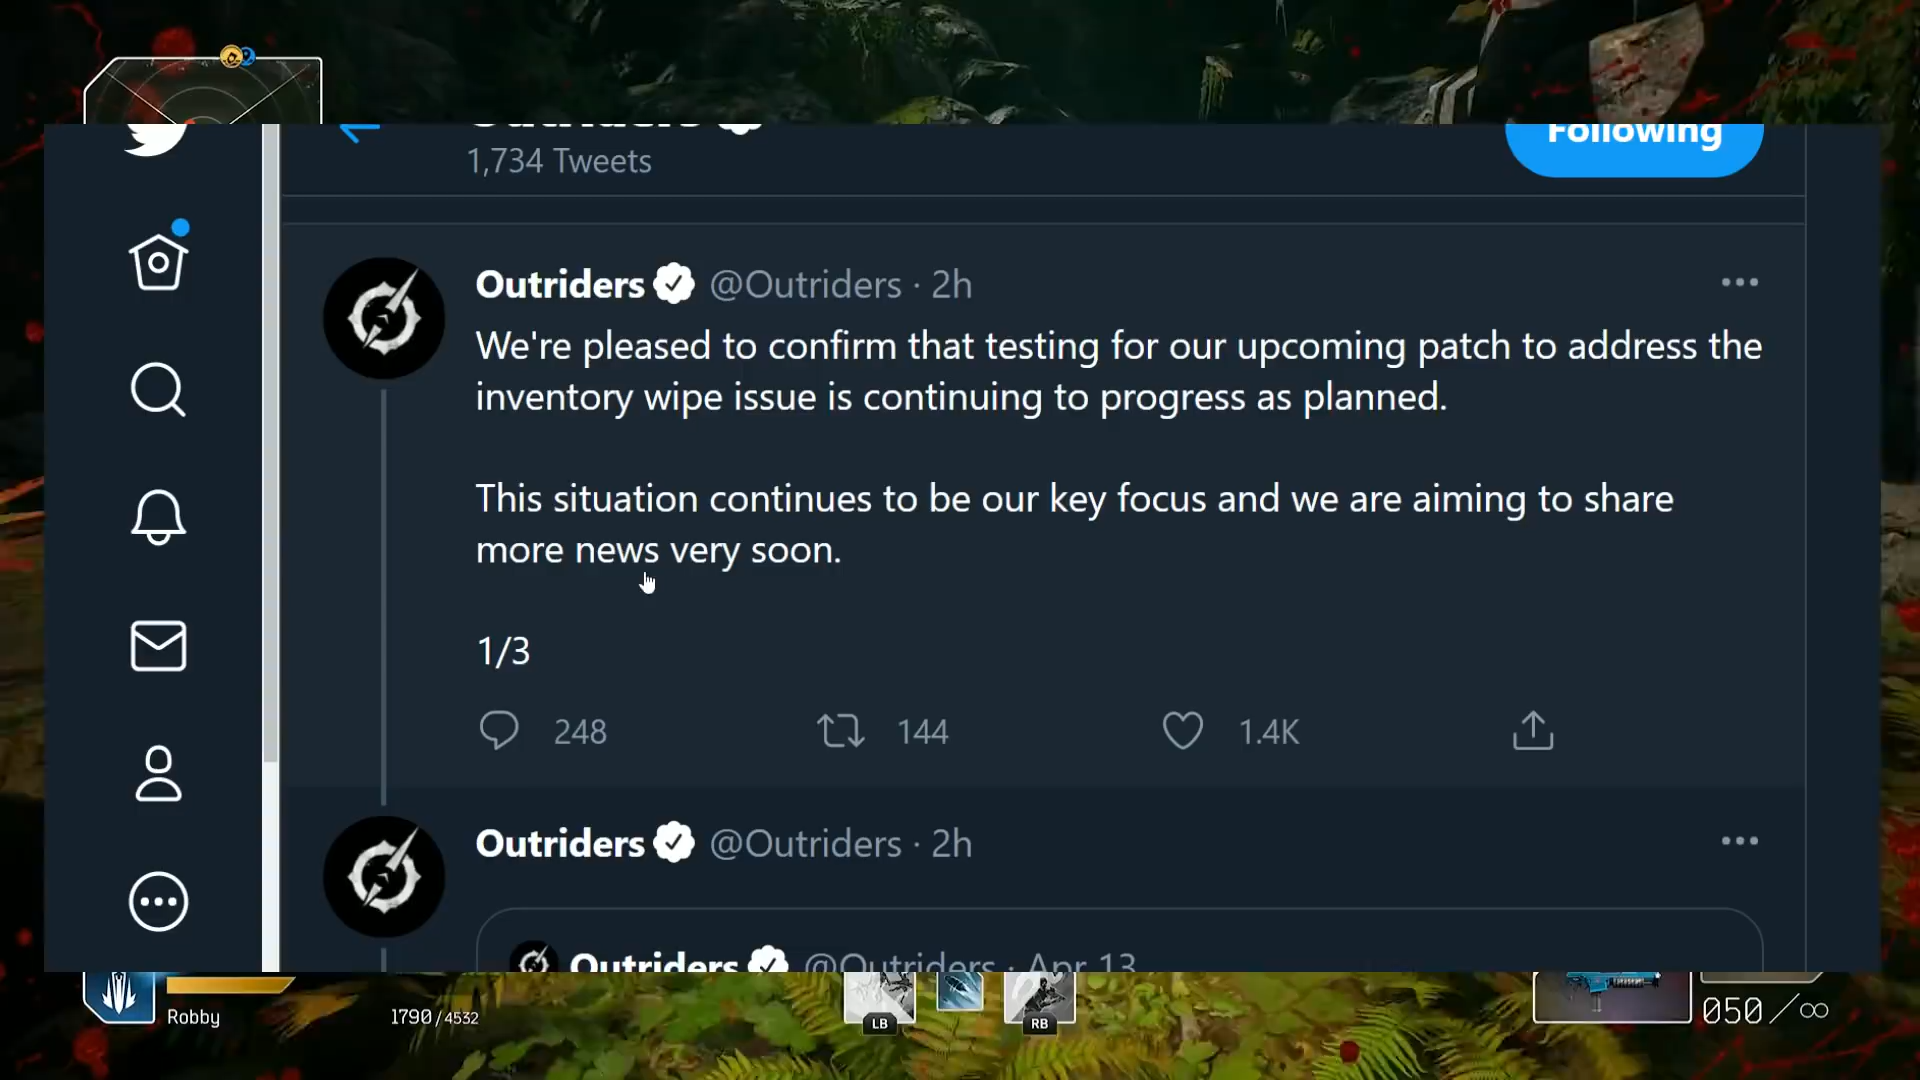 Outriders
Following
1,734 Tweets
Outriders @Outriders · 2h
We're pleased to confirm that testing for our upcoming patch to address the
inventory wipe issue is continuing to progress as planned.
This situation continues to be our key focus and we are aiming to share
more news very soon.
1/3
248 144 1.4K
Outriders @Outriders · 2h
Outriders @Outriders · Apr 13
Robby 1790/4532 LB RB 050/∞